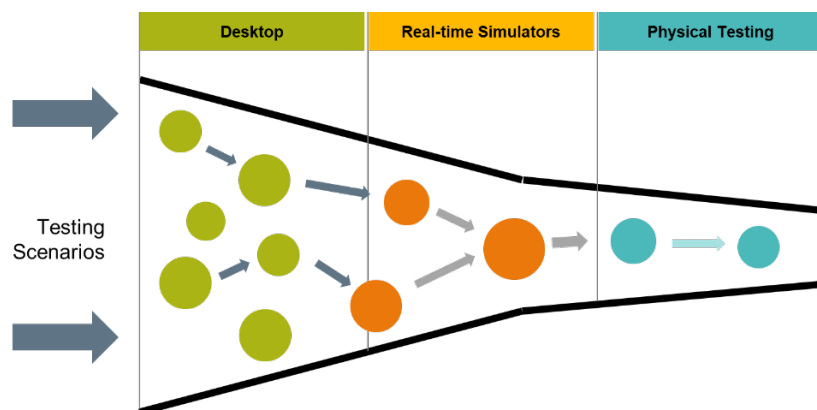 Desktop
Real-time Simulators
Physical Testing
Testing
Scenarios